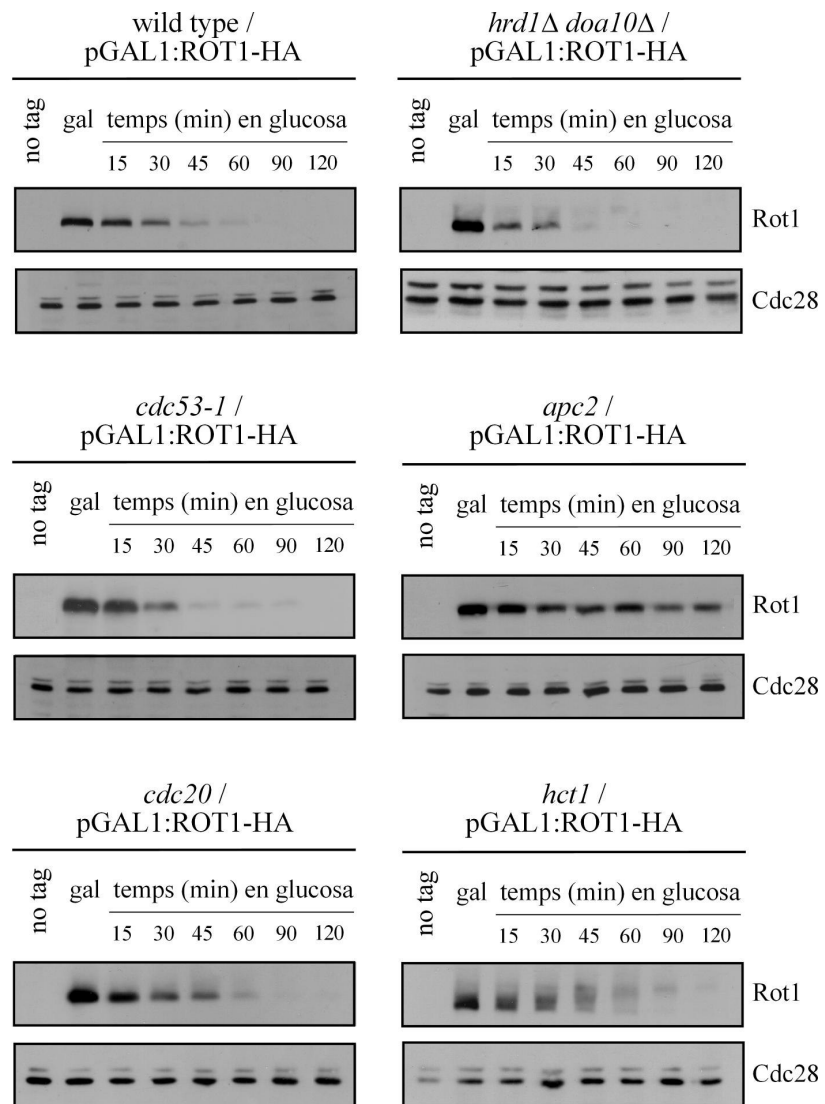 wild type /
pGAL1:ROT1-HA
no tag
gal
temps (min) en glucosa
15 30 45 60 90 120
hrd1Δ doa10Δ /
pGAL1:ROT1-HA
no tag
gal
temps (min) en glucosa
15 30 45 60 90 120
Rot1
Cdc28
cdc53-1 /
pGAL1:ROT1-HA
no tag
gal
temps (min) en glucosa
15 30 45 60 90 120
apc2 /
pGAL1:ROT1-HA
no tag
gal
temps (min) en glucosa
15 30 45 60 90 120
Rot1
Cdc28
cdc20 /
pGAL1:ROT1-HA
no tag
gal
temps (min) en glucosa
15 30 45 60 90 120
hct1 /
pGAL1:ROT1-HA
no tag
gal
temps (min) en glucosa
15 30 45 60 90 120
Rot1
Cdc28